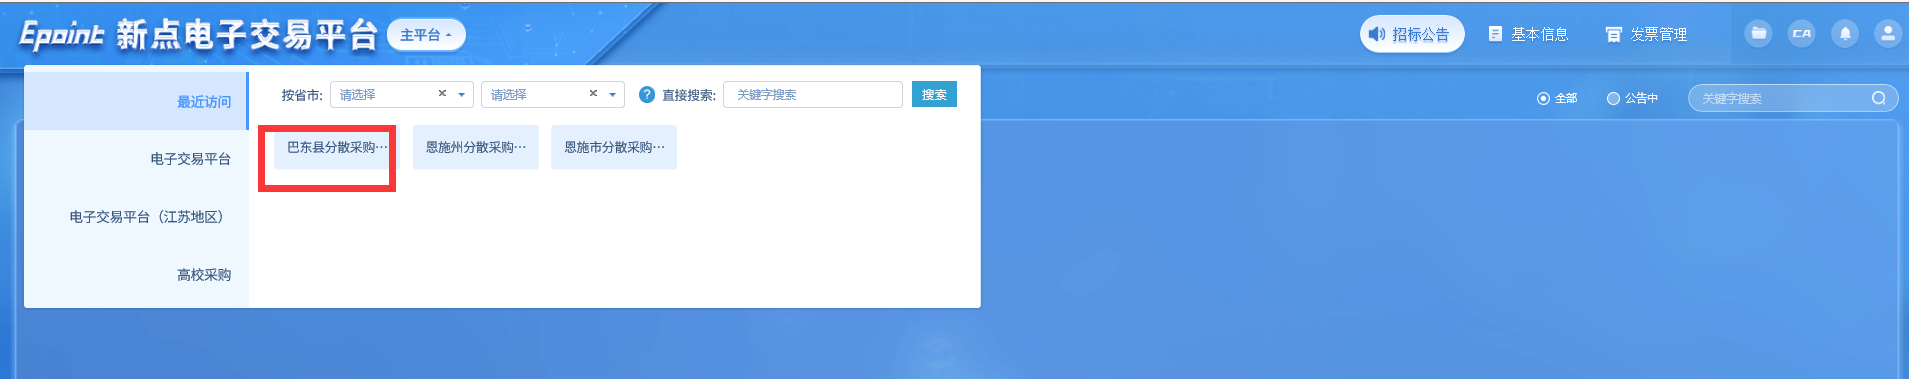 Epoint 新点电子交易平台 主平台 招标公告 基本信息 发票管理 CA
最近访问 按省市: 请选择 请选择 ? 直接搜索: 关键字搜索 搜索 全部 公告中 关键字搜索
巴东县分散采购… 恩施州分散采购… 恩施市分散采购…
电子交易平台
电子交易平台（江苏地区）
高校采购